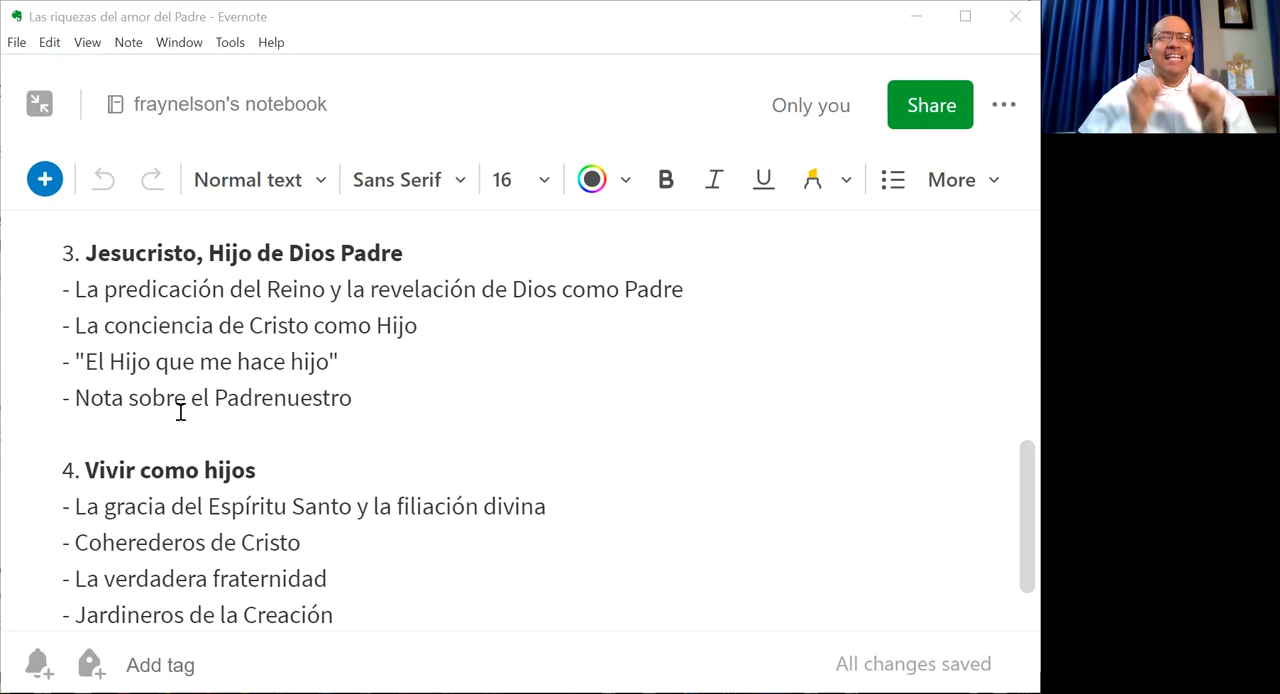 Las riquezas del amor del Padre - Evernote
File Edit View Note Window Tools Help
fraynelson's notebook
Only you
Share
Normal text
Sans Serif
16
B I U
More
3. Jesucristo, Hijo de Dios Padre
- La predicación del Reino y la revelación de Dios como Padre
- La conciencia de Cristo como Hijo
- "El Hijo que me hace hijo"
- Nota sobre el Padrenuestro
4. Vivir como hijos
- La gracia del Espíritu Santo y la filiación divina
- Coherederos de Cristo
- La verdadera fraternidad
- Jardineros de la Creación
Add tag
All changes saved